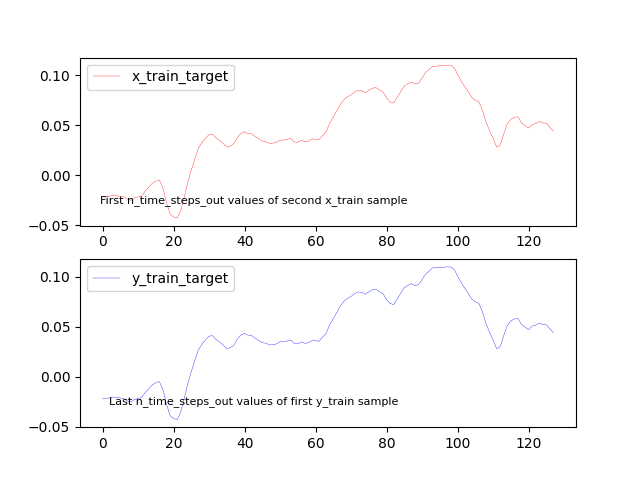 x_train_target
0.10
0.05
0.00
−0.05
First n_time_steps_out values of second x_train sample
0 20 40 60 80 100 120
y_train_target
0.10
0.05
0.00
−0.05
Last n_time_steps_out values of first y_train sample
0 20 40 60 80 100 120